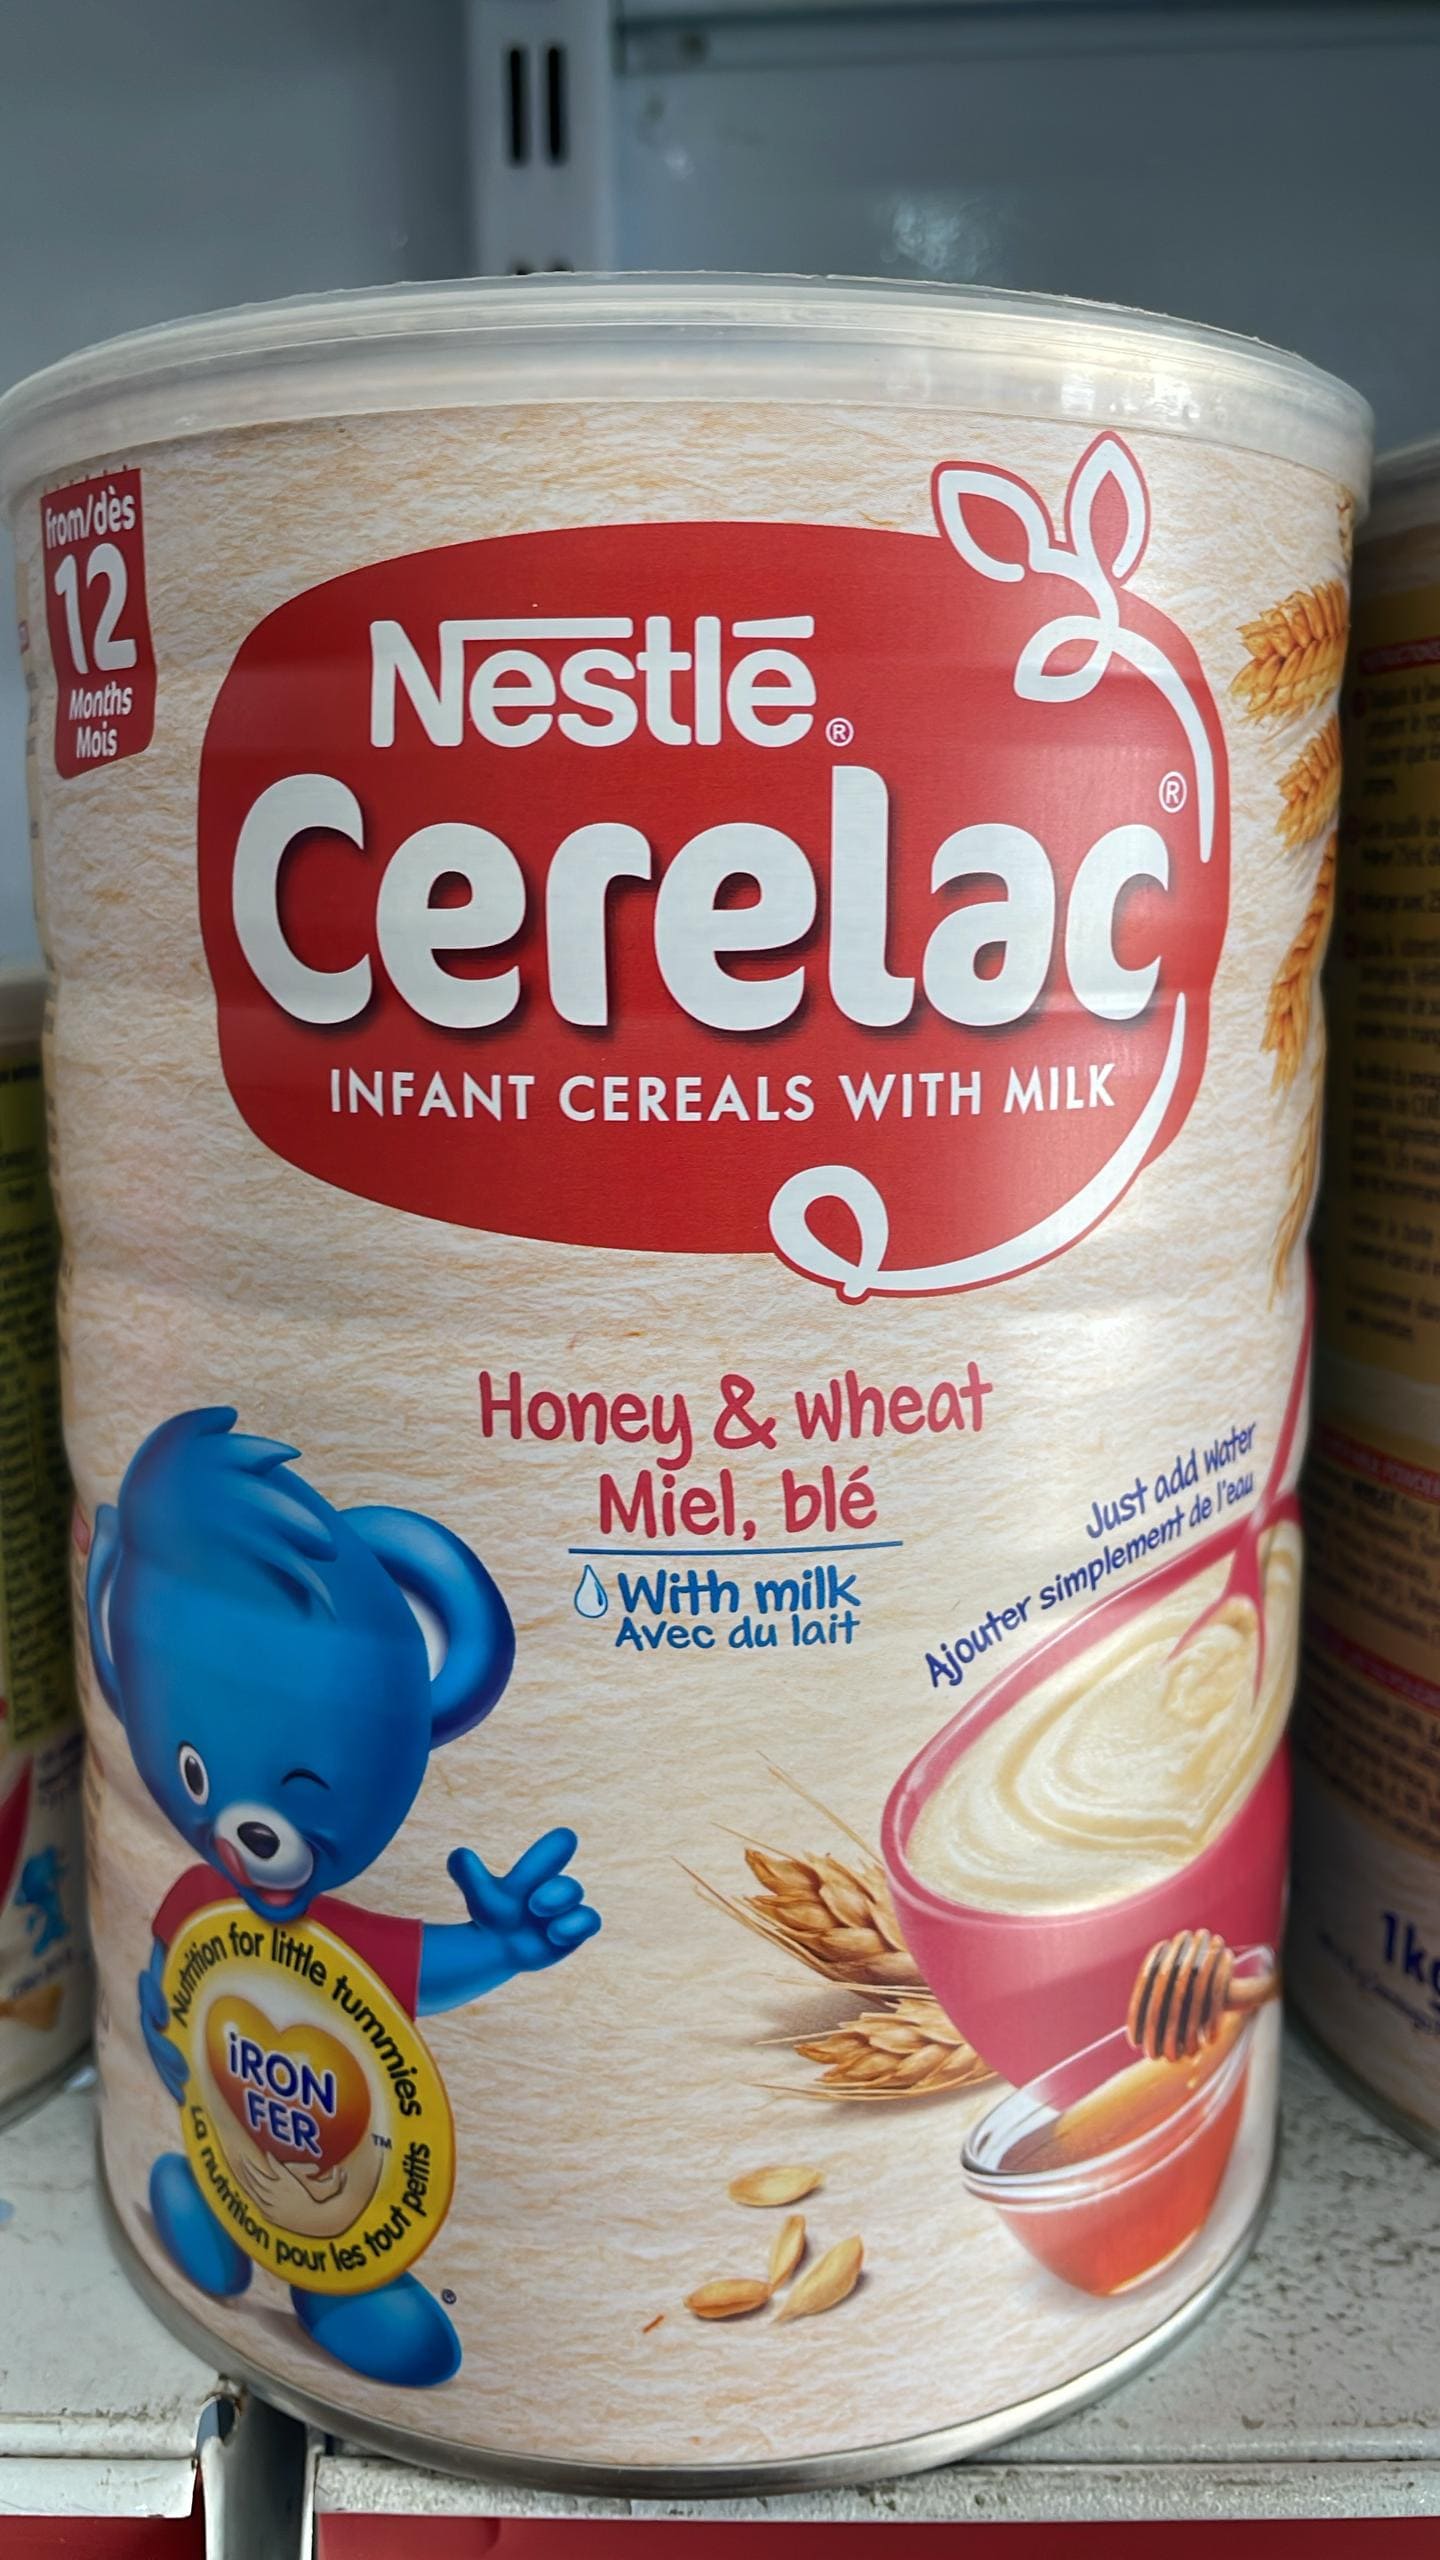 from/dès
12
Months
Mois
Nestlé®
Cerelac®
INFANT CEREALS WITH MILK
Honey & wheat
Miel, blé
With milk
Avec du lait
Just add water
Ajouter simplement de l'eau
Nutrition for little tummies
iRON
FER
™
La nutrition pour les tout petits